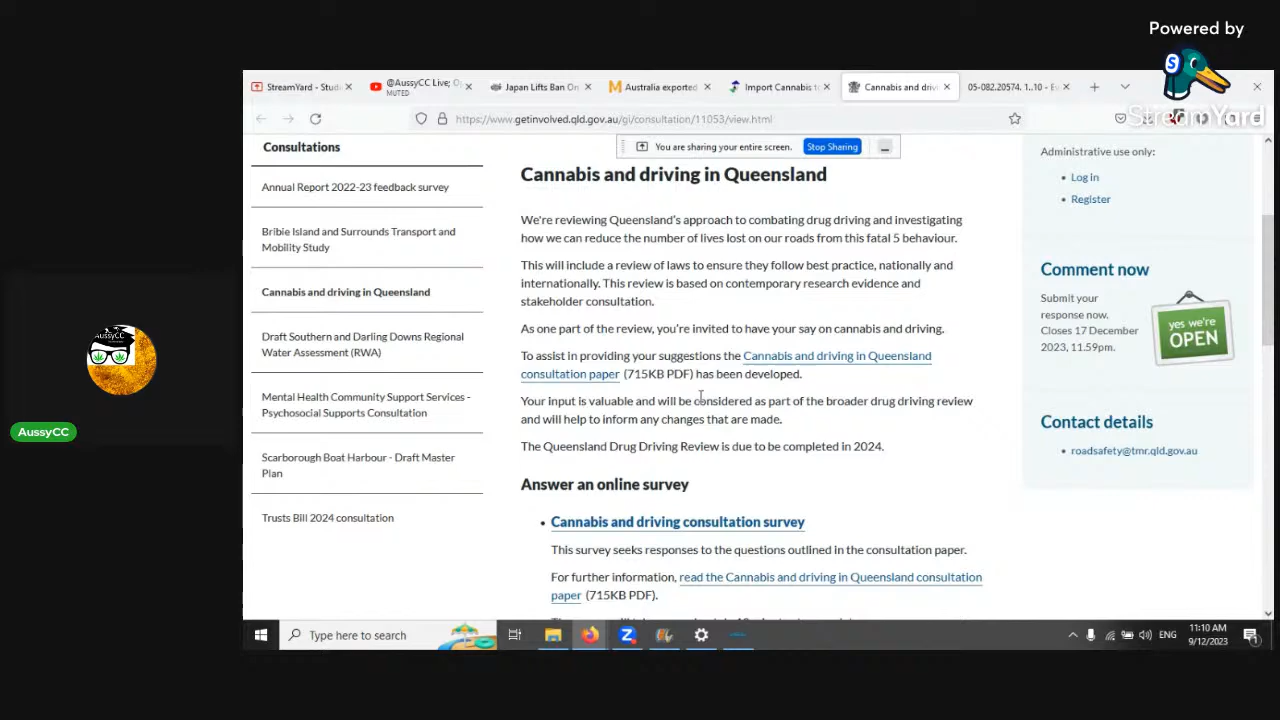 Powered by
StreamYard
StreamYard - Studi
@AussyCC Live; O
MUTED
Japan Lifts Ban On
Australia exported
Import Cannabis t
Cannabis and driv
05-082.20574. 1..10 - E
https://www.getinvolved.qld.gov.au/gi/consultation/11053/view.html
You are sharing your entire screen.
Stop Sharing
Consultations
Annual Report 2022-23 feedback survey
Bribie Island and Surrounds Transport and
Mobility Study
Cannabis and driving in Queensland
Draft Southern and Darling Downs Regional
Water Assessment (RWA)
Mental Health Community Support Services -
Psychosocial Supports Consultation
Scarborough Boat Harbour - Draft Master
Plan
Trusts Bill 2024 consultation
Cannabis and driving in Queensland
We're reviewing Queensland's approach to combating drug driving and investigating
how we can reduce the number of lives lost on our roads from this fatal 5 behaviour.
This will include a review of laws to ensure they follow best practice, nationally and
internationally. This review is based on contemporary research evidence and
stakeholder consultation.
As one part of the review, you're invited to have your say on cannabis and driving.
To assist in providing your suggestions the Cannabis and driving in Queensland
consultation paper (715KB PDF) has been developed.
Your input is valuable and will be considered as part of the broader drug driving review
and will help to inform any changes that are made.
The Queensland Drug Driving Review is due to be completed in 2024.
Answer an online survey
Cannabis and driving consultation survey
This survey seeks responses to the questions outlined in the consultation paper.
For further information, read the Cannabis and driving in Queensland consultation
paper (715KB PDF).
Administrative use only:
Log in
Register
Comment now
Submit your
response now.
Closes 17 December
2023, 11.59pm.
yes we're
OPEN
Contact details
roadsafety@tmr.qld.gov.au
AussyCC
AussyCC
Type here to search
ENG
11:10 AM
9/12/2023